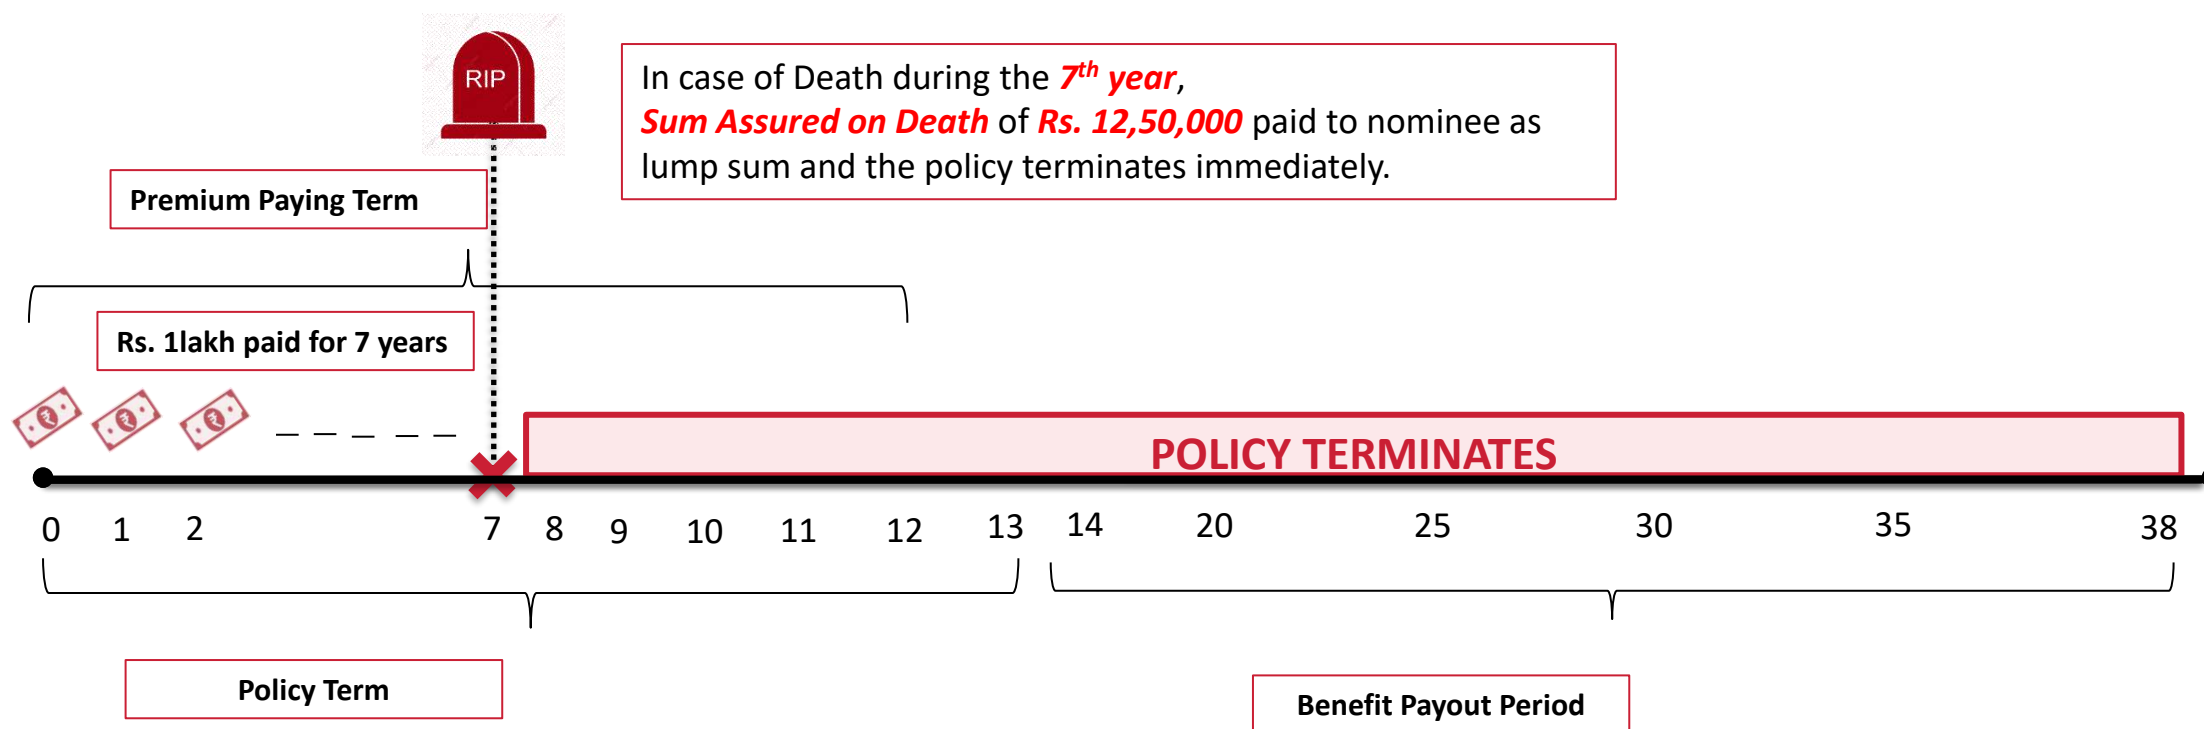 RIP
In case of Death during the 7th year,
Sum Assured on Death of Rs. 12,50,000 paid to nominee as
lump sum and the policy terminates immediately.
Premium Paying Term
Rs. 1lakh paid for 7 years
POLICY TERMINATES
0 1 2 7 8 9 10 11 12 13 14 20 25 30 35 38
Policy Term
Benefit Payout Period